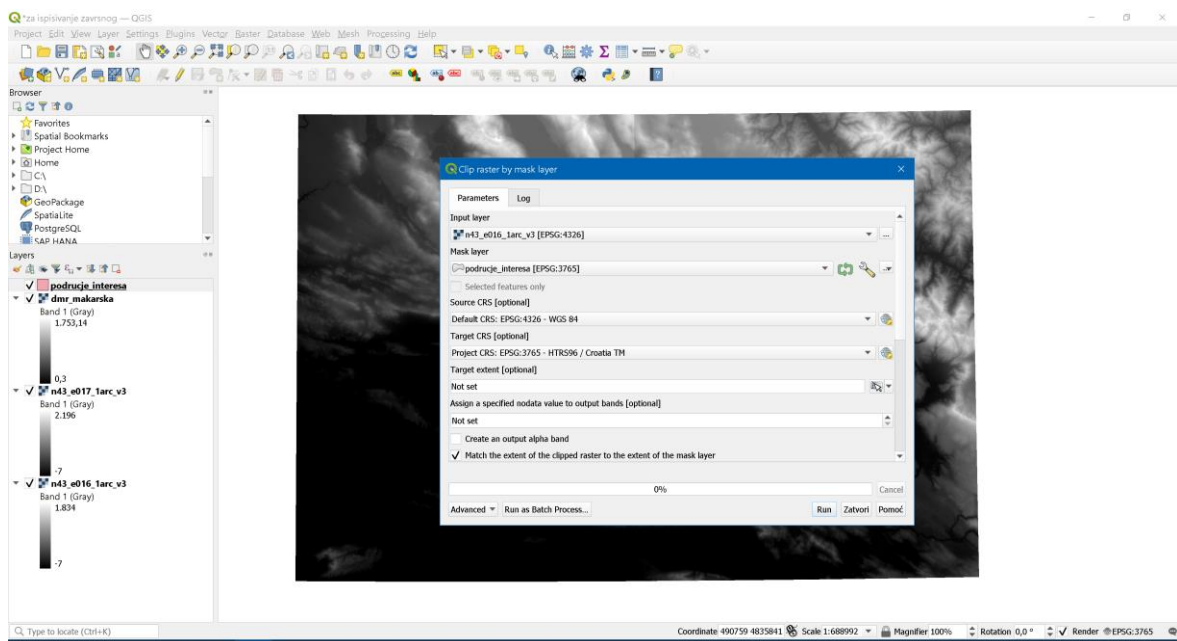 *za ispisivanje zavrsnog — QGIS
Project Edit View Layer Settings Plugins Vector Raster Database Web Mesh Processing Help
Browser
Favorites
Spatial Bookmarks
Project Home
Home
C:\
D:\
GeoPackage
SpatiaLite
PostgreSQL
SAP HANA
Layers
podrucje_interesa
dmr_makarska
Band 1 (Gray)
1.753,14
0,3
n43_e017_1arc_v3
Band 1 (Gray)
2.196
-7
n43_e016_1arc_v3
Band 1 (Gray)
1.834
-7
Clip raster by mask layer
Parameters Log
Input layer
n43_e016_1arc_v3 [EPSG:4326]
Mask layer
podrucje_interesa [EPSG:3765]
Selected features only
Source CRS [optional]
Default CRS: EPSG:4326 - WGS 84
Target CRS [optional]
Project CRS: EPSG:3765 - HTRS96 / Croatia TM
Target extent [optional]
Not set
Assign a specified nodata value to output bands [optional]
Not set
Create an output alpha band
Match the extent of the clipped raster to the extent of the mask layer
0% Cancel
Advanced Run as Batch Process... Run Zatvori Pomoć
Type to locate (Ctrl+K) Coordinate 490759 4835841 Scale 1:688992 Magnifier 100% Rotation 0,0 ° Render EPSG:3765